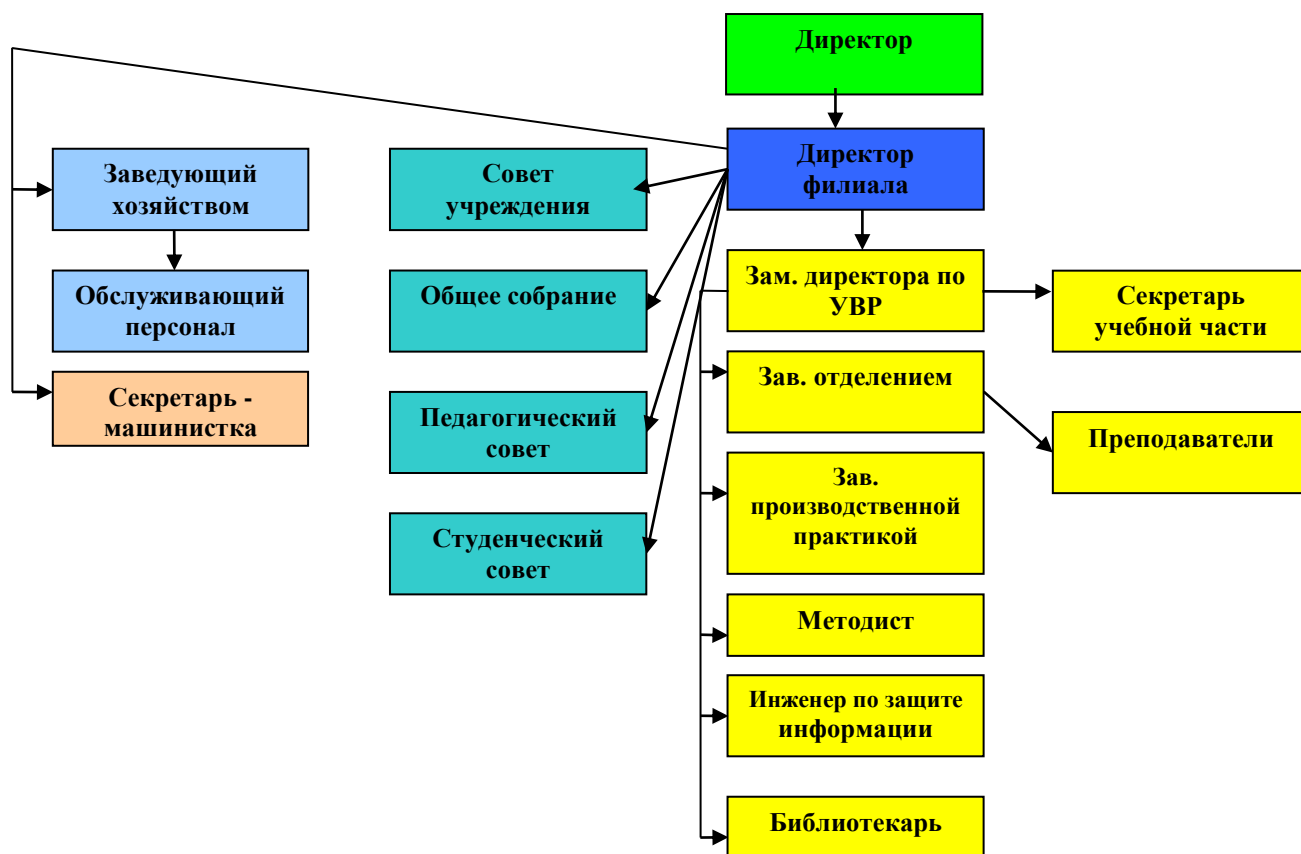 Директор
Директор
филиала
Заведующий
хозяйством
Совет
учреждения
Зам. директора по
УВР
Обслуживающий
персонал
Общее собрание
Секретарь
учебной части
Зав. отделением
Секретарь -
машинистка
Педагогический
совет
Преподаватели
Зав.
производственной
практикой
Студенческий
совет
Методист
Инженер по защите
информации
Библиотекарь